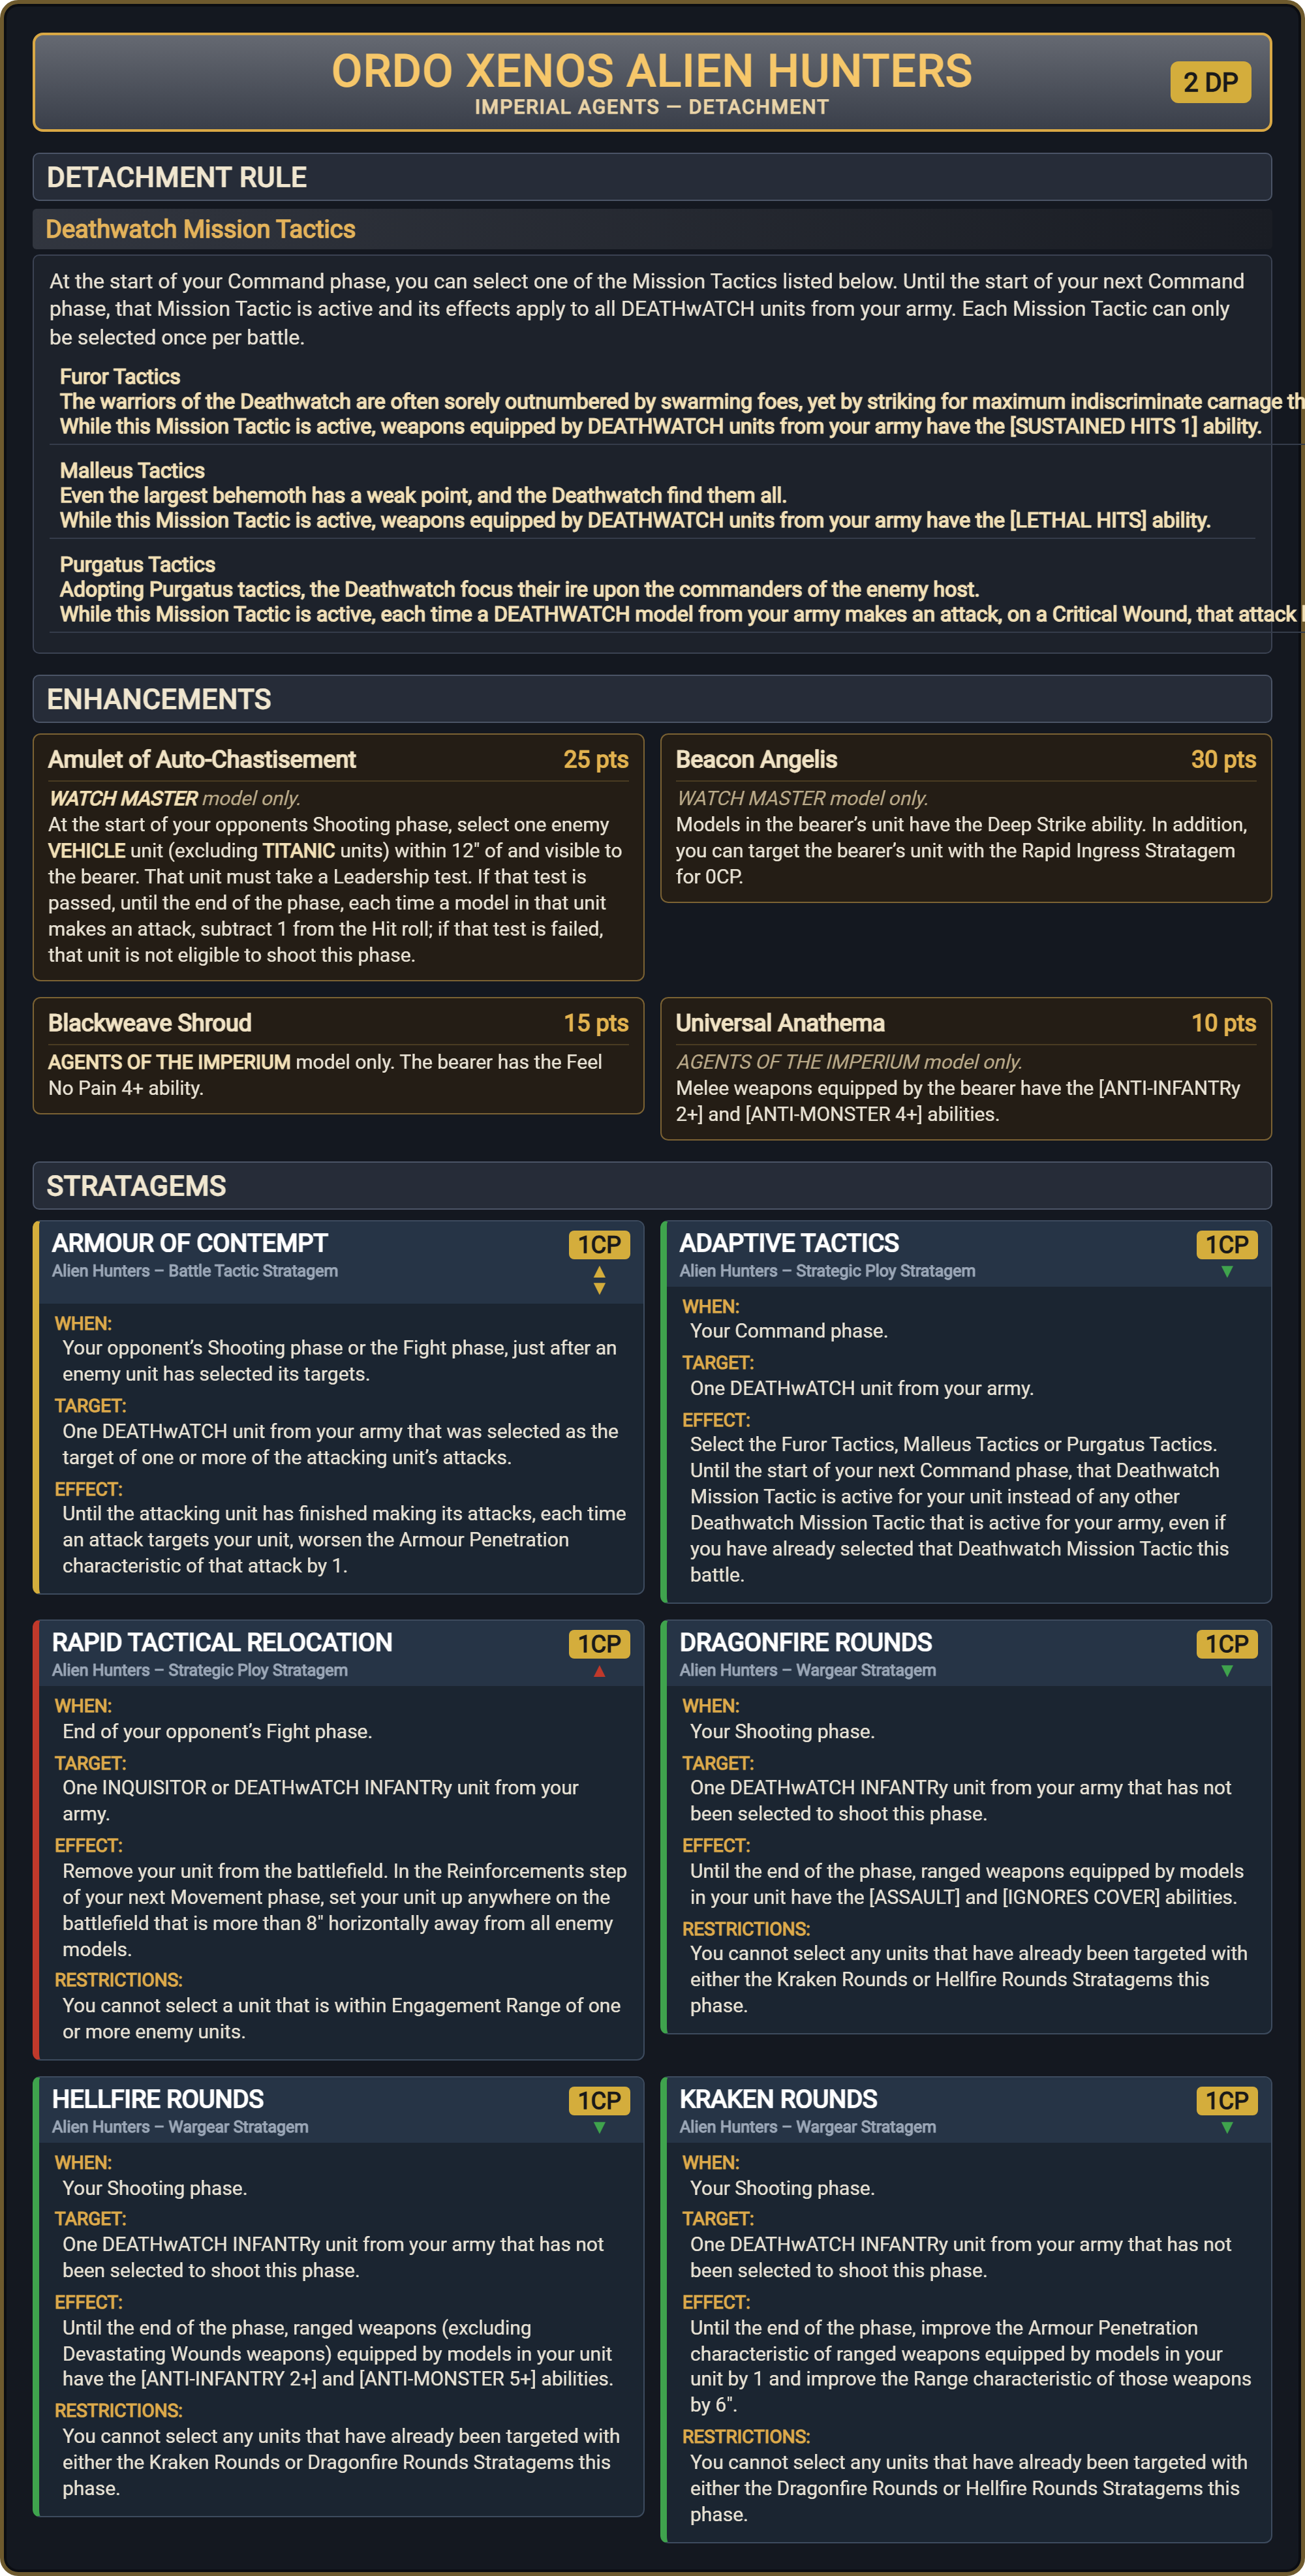 ORDO XENOS ALIEN HUNTERS
IMPERIAL AGENTS — DETACHMENT
2 DP
DETACHMENT RULE
Deathwatch Mission Tactics
At the start of your Command phase, you can select one of the Mission Tactics listed below. Until the start of your next Command
phase, that Mission Tactic is active and its effects apply to all DEATHwATCH units from your army. Each Mission Tactic can only
be selected once per battle.
Furor Tactics
The warriors of the Deathwatch are often sorely outnumbered by swarming foes, yet by striking for maximum indiscriminate carnage th
While this Mission Tactic is active, weapons equipped by DEATHWATCH units from your army have the [SUSTAINED HITS 1] ability.
Malleus Tactics
Even the largest behemoth has a weak point, and the Deathwatch find them all.
While this Mission Tactic is active, weapons equipped by DEATHWATCH units from your army have the [LETHAL HITS] ability.
Purgatus Tactics
Adopting Purgatus tactics, the Deathwatch focus their ire upon the commanders of the enemy host.
While this Mission Tactic is active, each time a DEATHWATCH model from your army makes an attack, on a Critical Wound, that attack
ENHANCEMENTS
Amulet of Auto-Chastisement 25 pts
WATCH MASTER model only.
At the start of your opponents Shooting phase, select one enemy
VEHICLE unit (excluding TITANIC units) within 12" of and visible to
the bearer. That unit must take a Leadership test. If that test is
passed, until the end of the phase, each time a model in that unit
makes an attack, subtract 1 from the Hit roll; if that test is failed,
that unit is not eligible to shoot this phase.
Beacon Angelis 30 pts
WATCH MASTER model only.
Models in the bearer’s unit have the Deep Strike ability. In addition,
you can target the bearer’s unit with the Rapid Ingress Stratagem
for 0CP.
Blackweave Shroud 15 pts
AGENTS OF THE IMPERIUM model only. The bearer has the Feel
No Pain 4+ ability.
Universal Anathema 10 pts
AGENTS OF THE IMPERIUM model only.
Melee weapons equipped by the bearer have the [ANTI-INFANTRy
2+] and [ANTI-MONSTER 4+] abilities.
STRATAGEMS
ARMOUR OF CONTEMPT 1CP
Alien Hunters – Battle Tactic Stratagem
▲
▼
WHEN:
Your opponent’s Shooting phase or the Fight phase, just after an
enemy unit has selected its targets.
TARGET:
One DEATHwATCH unit from your army that was selected as the
target of one or more of the attacking unit’s attacks.
EFFECT:
Until the attacking unit has finished making its attacks, each time
an attack targets your unit, worsen the Armour Penetration
characteristic of that attack by 1.
ADAPTIVE TACTICS 1CP
Alien Hunters – Strategic Ploy Stratagem ▼
WHEN:
Your Command phase.
TARGET:
One DEATHwATCH unit from your army.
EFFECT:
Select the Furor Tactics, Malleus Tactics or Purgatus Tactics.
Until the start of your next Command phase, that Deathwatch
Mission Tactic is active for your unit instead of any other
Deathwatch Mission Tactic that is active for your army, even if
you have already selected that Deathwatch Mission Tactic this
battle.
RAPID TACTICAL RELOCATION 1CP
Alien Hunters – Strategic Ploy Stratagem ▲
WHEN:
End of your opponent’s Fight phase.
TARGET:
One INQUISITOR or DEATHwATCH INFANTRy unit from your
army.
EFFECT:
Remove your unit from the battlefield. In the Reinforcements step
of your next Movement phase, set your unit up anywhere on the
battlefield that is more than 8" horizontally away from all enemy
models.
RESTRICTIONS:
You cannot select a unit that is within Engagement Range of one
or more enemy units.
DRAGONFIRE ROUNDS 1CP
Alien Hunters – Wargear Stratagem ▼
WHEN:
Your Shooting phase.
TARGET:
One DEATHwATCH INFANTRy unit from your army that has not
been selected to shoot this phase.
EFFECT:
Until the end of the phase, ranged weapons equipped by models
in your unit have the [ASSAULT] and [IGNORES COVER] abilities.
RESTRICTIONS:
You cannot select any units that have already been targeted with
either the Kraken Rounds or Hellfire Rounds Stratagems this
phase.
HELLFIRE ROUNDS 1CP
Alien Hunters – Wargear Stratagem ▼
WHEN:
Your Shooting phase.
TARGET:
One DEATHwATCH INFANTRy unit from your army that has not
been selected to shoot this phase.
EFFECT:
Until the end of the phase, ranged weapons (excluding
Devastating Wounds weapons) equipped by models in your unit
have the [ANTI-INFANTRY 2+] and [ANTI-MONSTER 5+] abilities.
RESTRICTIONS:
You cannot select any units that have already been targeted with
either the Kraken Rounds or Dragonfire Rounds Stratagems this
phase.
KRAKEN ROUNDS 1CP
Alien Hunters – Wargear Stratagem ▼
WHEN:
Your Shooting phase.
TARGET:
One DEATHwATCH INFANTRy unit from your army that has not
been selected to shoot this phase.
EFFECT:
Until the end of the phase, improve the Armour Penetration
characteristic of ranged weapons equipped by models in your
unit by 1 and improve the Range characteristic of those weapons
by 6".
RESTRICTIONS:
You cannot select any units that have already been targeted with
either the Dragonfire Rounds or Hellfire Rounds Stratagems this
phase.